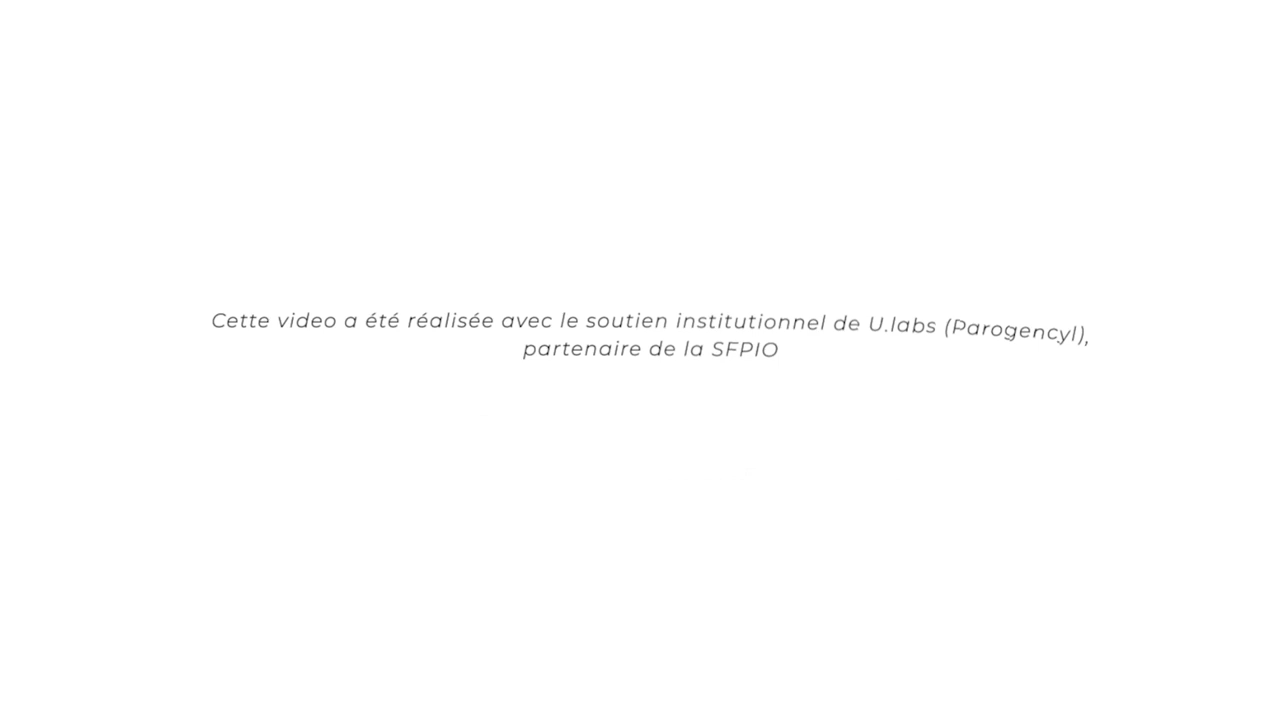 Cette video a été réalisée avec le soutien institutionnel de U.labs (Parogencyl),
partenaire de la SFPIO